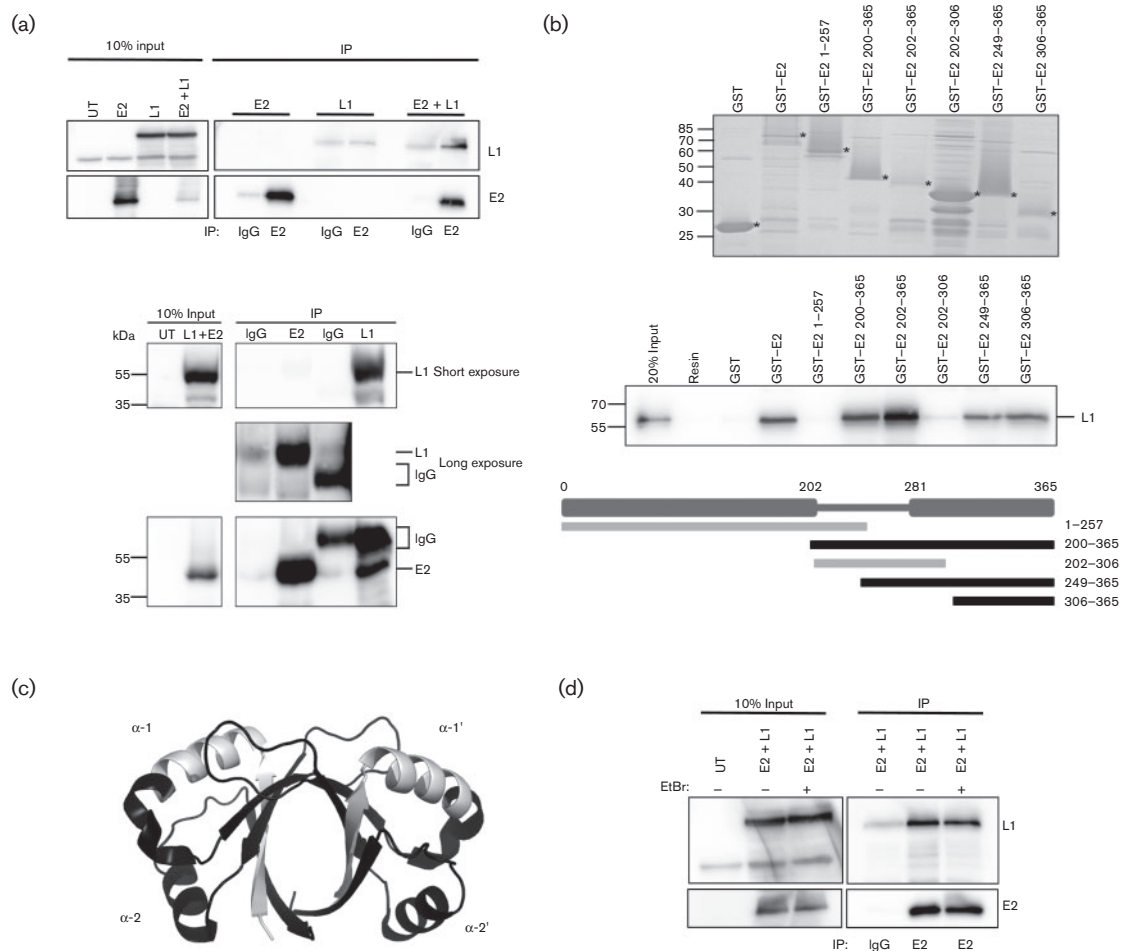 (a)
10% input
IP
UT
E2
L1
E2 + L1
E2
L1
E2 + L1
L1
E2
IP:
IgG
E2
IgG
E2
IgG
E2
10% Input
IP
kDa
UT
L1+E2
IgG
E2
IgG
L1
55
35
L1 Short exposure
L1
IgG
Long exposure
55
35
IgG
E2
(b)
GST
GST–E2
GST–E2 1–257
GST–E2 200–365
GST–E2 202–365
GST–E2 202–306
GST–E2 249–365
GST–E2 306–365
85
70
60
50
40
30
25
*
*
*
*
*
*
*
*
20% Input
Resin
GST
GST–E2
GST–E2 1–257
GST–E2 200–365
GST–E2 202–365
GST–E2 202–306
GST–E2 249–365
GST–E2 306–365
70
55
L1
0
202
281
365
1–257
200–365
202–306
249–365
306–365
(c)
α-1
α-1'
α-2
α-2'
(d)
10% Input
IP
UT
E2 + L1
E2 + L1
E2 + L1
E2 + L1
E2 + L1
EtBr:
–
–
+
–
–
+
L1
E2
IP:
IgG
E2
E2